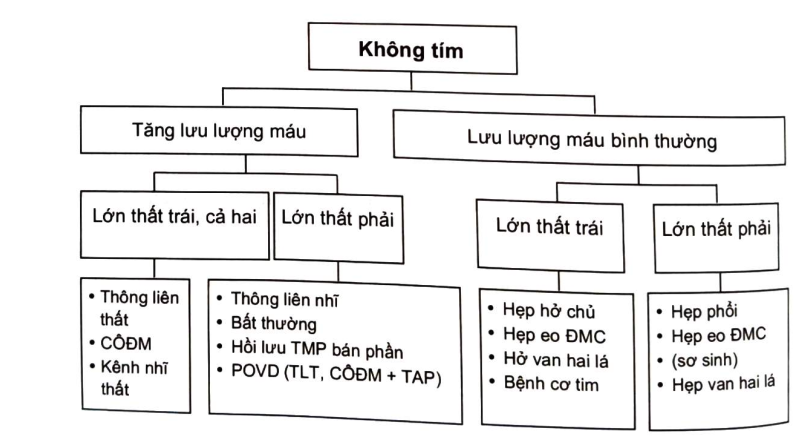 Không tím
Tăng lưu lượng máu
Lưu lượng máu bình thường
Lớn thất trái, cả hai
Lớn thất phải
Lớn thất trái
Lớn thất phải
• Thông liên
thất
• CÔĐM
• Kênh nhĩ
thất
• Thông liên nhĩ
• Bất thường
• Hồi lưu TMP bán phần
• POVD (TLT, CÔĐM + TAP)
• Hẹp hở chủ
• Hẹp eo ĐMC
• Hở van hai lá
• Bệnh cơ tim
• Hẹp phổi
• Hẹp eo ĐMC
• (sơ sinh)
• Hẹp van hai lá